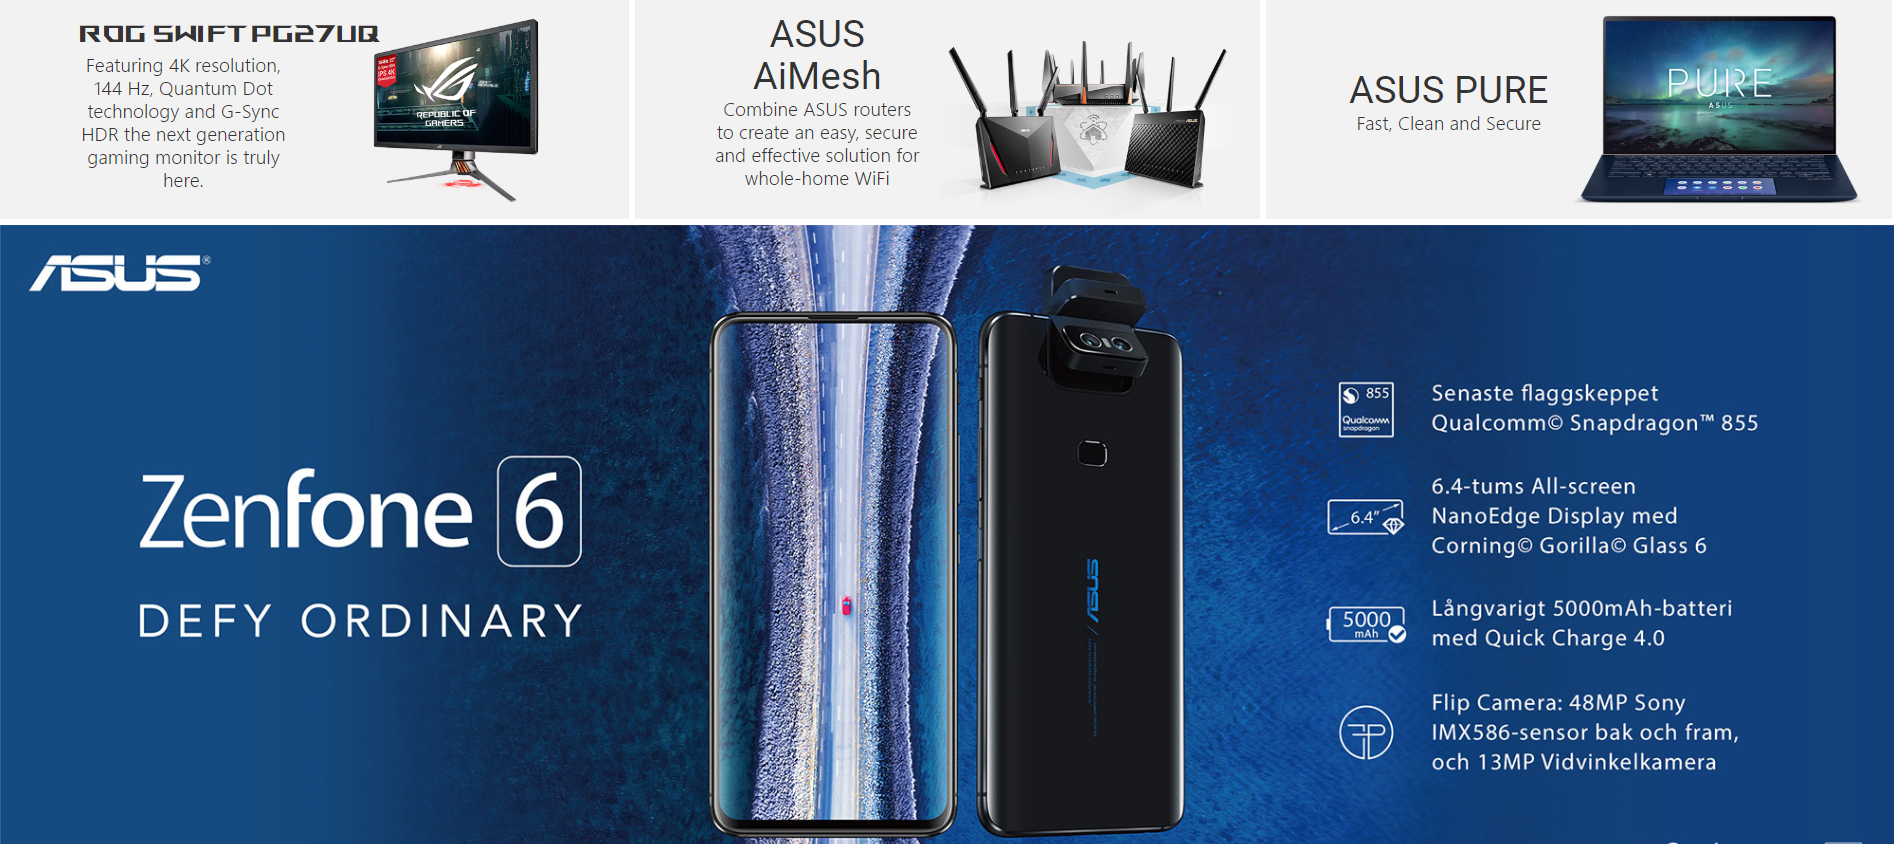 ROG SWIFT PG27UQ
Featuring 4K resolution,
144 Hz, Quantum Dot
technology and G-Sync
HDR the next generation
gaming monitor is truly
here.
IPS 4K
REPUBLIC OF
GAMERS
ASUS
AiMesh
Combine ASUS routers
to create an easy, secure
and effective solution for
whole-home WiFi
ASUS PURE
Fast, Clean and Secure
PURE
ASUS
ASUS®
Zenfone 6
DEFY ORDINARY
ASUS
855
Qualcomm
snapdragon
Senaste flaggskeppet
Qualcomm© Snapdragon™ 855
6.4"
6.4-tums All-screen
NanoEdge Display med
Corning© Gorilla© Glass 6
5000
mAh
Långvarigt 5000mAh-batteri
med Quick Charge 4.0
Flip Camera: 48MP Sony
IMX586-sensor bak och fram,
och 13MP Vidvinkelkamera